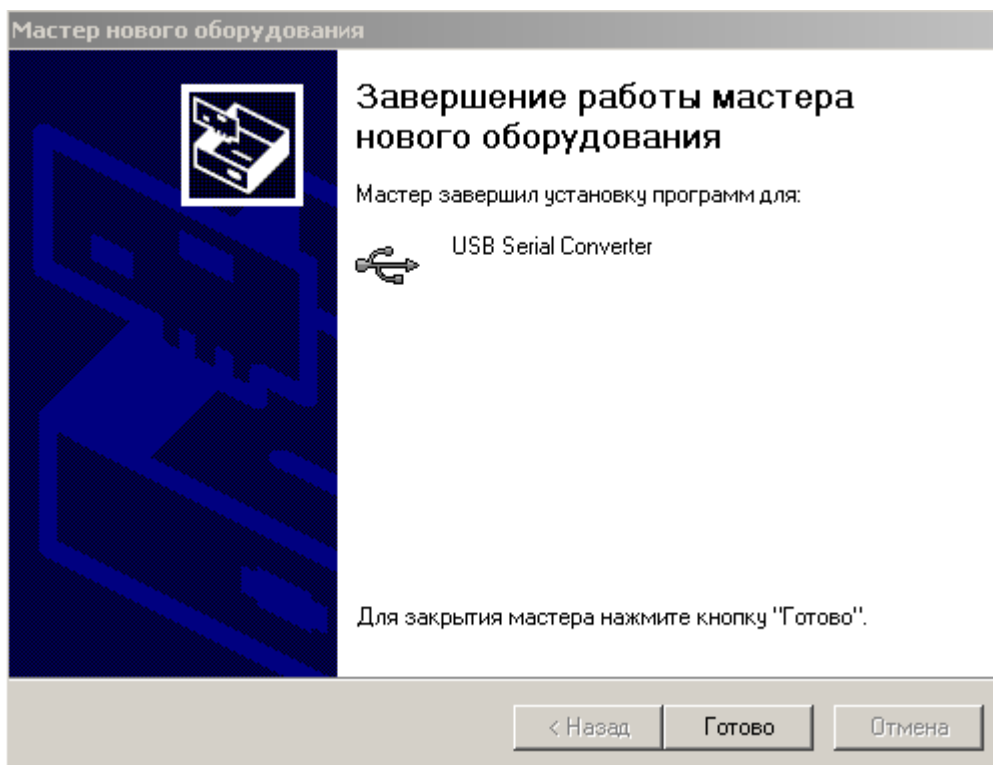 Мастер нового оборудования
Завершение работы мастера
нового оборудования
Мастер завершил установку программ для:
USB Serial Converter
Для закрытия мастера нажмите кнопку "Готово".
< Назад
Готово
Отмена